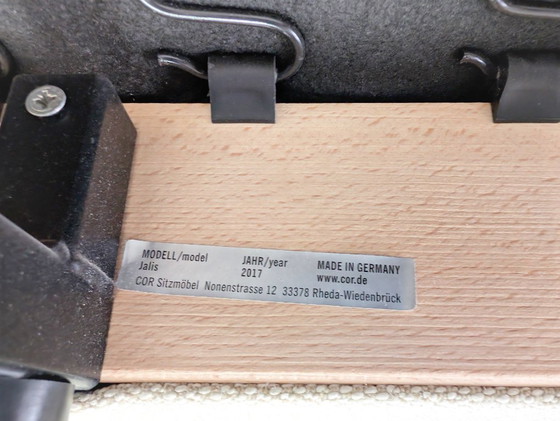 MODELL/model JAHR/year MADE IN GERMANY
Jalis 2017 www.cor.de
COR Sitzmöbel Nonenstrasse 12 33378 Rheda-Wiedenbrück